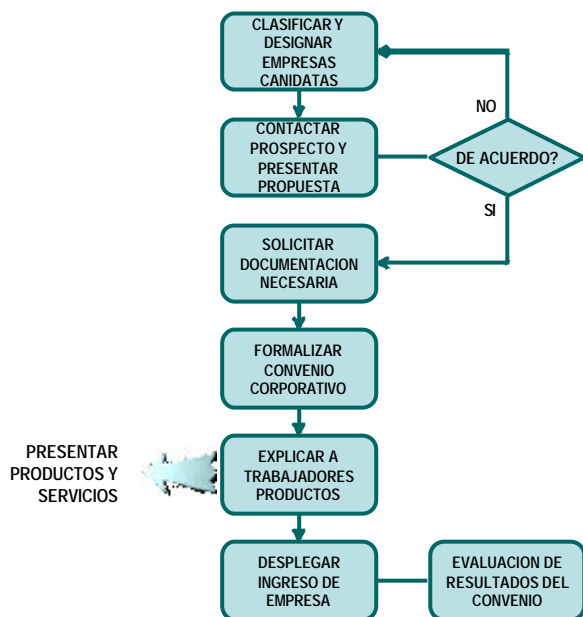 CLASIFICAR Y
DESIGNAR
EMPRESAS
CANIDATAS
NO
CONTACTAR
PROSPECTO Y
PRESENTAR
PROPUESTA
DE ACUERDO?
SI
SOLICITAR
DOCUMENTACION
NECESARIA
FORMALIZAR
CONVENIO
CORPORATIVO
PRESENTAR
PRODUCTOS Y
SERVICIOS
EXPLICAR A
TRABAJADORES
PRODUCTOS
DESPLEGAR
INGRESO DE
EMPRESA
EVALUACION DE
RESULTADOS DEL
CONVENIO